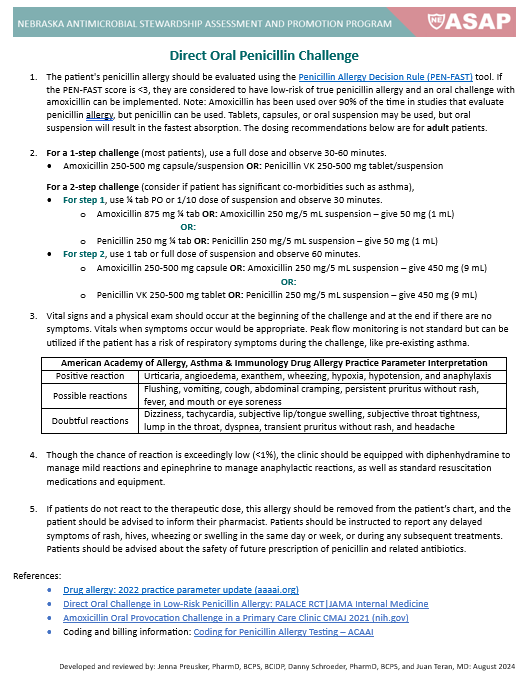 NEBRASKA ANTIMICROBIAL STEWARDSHIP ASSESSMENT AND PROMOTION PROGRAM
NE ASAP
Direct Oral Penicillin Challenge
1. The patient's penicillin allergy should be evaluated using the Penicillin Allergy Decision Rule (PEN-FAST) tool. If
the PEN-FAST score is <3, they are considered to have low-risk of true penicillin allergy and an oral challenge with
amoxicillin can be implemented. Note: Amoxicillin has been used over 90% of the time in studies that evaluate
penicillin allergy, but penicillin can be used. Tablets, capsules, or oral suspension may be used, but oral
suspension will result in the fastest absorption. The dosing recommendations below are for adult patients.
2. For a 1-step challenge (most patients), use a full dose and observe 30-60 minutes.
• Amoxicillin 250-500 mg capsule/suspension OR: Penicillin VK 250-500 mg tablet/suspension
For a 2-step challenge (consider if patient has significant co-morbidities such as asthma),
• For step 1, use ¼ tab PO or 1/10 dose of suspension and observe 30 minutes.
o Amoxicillin 875 mg ¼ tab OR: Amoxicillin 250 mg/5 mL suspension – give 50 mg (1 mL)
OR:
o Penicillin 250 mg ¼ tab OR: Penicillin 250 mg/5 mL suspension – give 50 mg (1 mL)
• For step 2, use 1 tab or full dose of suspension and observe 60 minutes.
o Amoxicillin 250-500 mg capsule OR: Amoxicillin 250 mg/5 mL suspension – give 450 mg (9 mL)
OR:
o Penicillin VK 250-500 mg tablet OR: Penicillin 250 mg/5 mL suspension – give 450 mg (9 mL)
3. Vital signs and a physical exam should occur at the beginning of the challenge and at the end if there are no
symptoms. Vitals when symptoms occur would be appropriate. Peak flow monitoring is not standard but can be
utilized if the patient has a risk of respiratory symptoms during the challenge, like pre-existing asthma.
American Academy of Allergy, Asthma & Immunology Drug Allergy Practice Parameter Interpretation
Positive reaction Urticaria, angioedema, exanthem, wheezing, hypoxia, hypotension, and anaphylaxis
Possible reactions Flushing, vomiting, cough, abdominal cramping, persistent pruritus without rash,
fever, and mouth or eye soreness
Doubtful reactions Dizziness, tachycardia, subjective lip/tongue swelling, subjective throat tightness,
lump in the throat, dyspnea, transient pruritus without rash, and headache
4. Though the chance of reaction is exceedingly low (<1%), the clinic should be equipped with diphenhydramine to
manage mild reactions and epinephrine to manage anaphylactic reactions, as well as standard resuscitation
medications and equipment.
5. If patients do not react to the therapeutic dose, this allergy should be removed from the patient's chart, and the
patient should be advised to inform their pharmacist. Patients should be instructed to report any delayed
symptoms of rash, hives, wheezing or swelling in the same day or week, or during any subsequent treatments.
Patients should be advised about the safety of future prescription of penicillin and related antibiotics.
References:
• Drug allergy: 2022 practice parameter update (aaaai.org)
• Direct Oral Challenge in Low-Risk Penicillin Allergy: PALACE RCT|JAMA Internal Medicine
• Amoxicillin Oral Provocation Challenge in a Primary Care Clinic CMAJ 2021 (nih.gov)
• Coding and billing information: Coding for Penicillin Allergy Testing – ACAAI
Developed and reviewed by: Jenna Preusker, PharmD, BCPS, BCIDP, Danny Schroeder, PharmD, BCPS, and Juan Teran, MD: August 2024